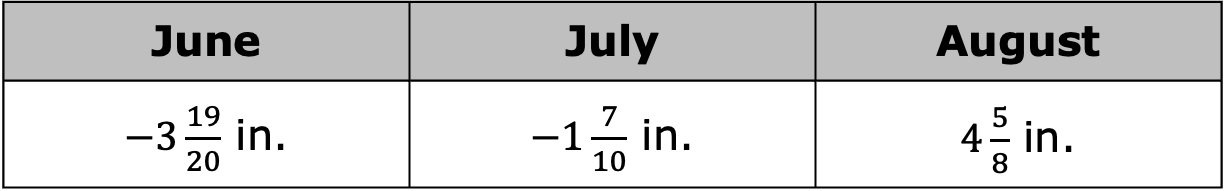 June July August
−3 19/20 in. −1 7/10 in. 4 5/8 in.